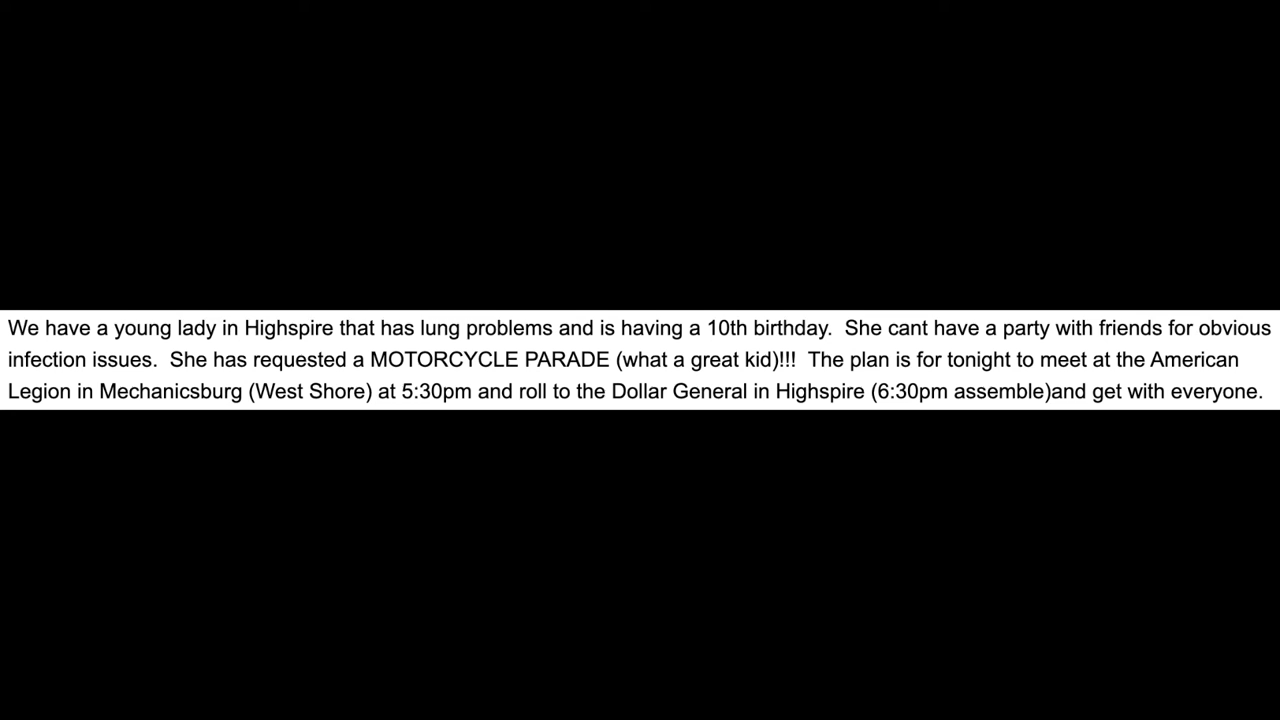 We have a young lady in Highspire that has lung problems and is having a 10th birthday.  She cant have a party with friends for obvious
infection issues.  She has requested a MOTORCYCLE PARADE (what a great kid)!!!  The plan is for tonight to meet at the American
Legion in Mechanicsburg (West Shore) at 5:30pm and roll to the Dollar General in Highspire (6:30pm assemble)and get with everyone.